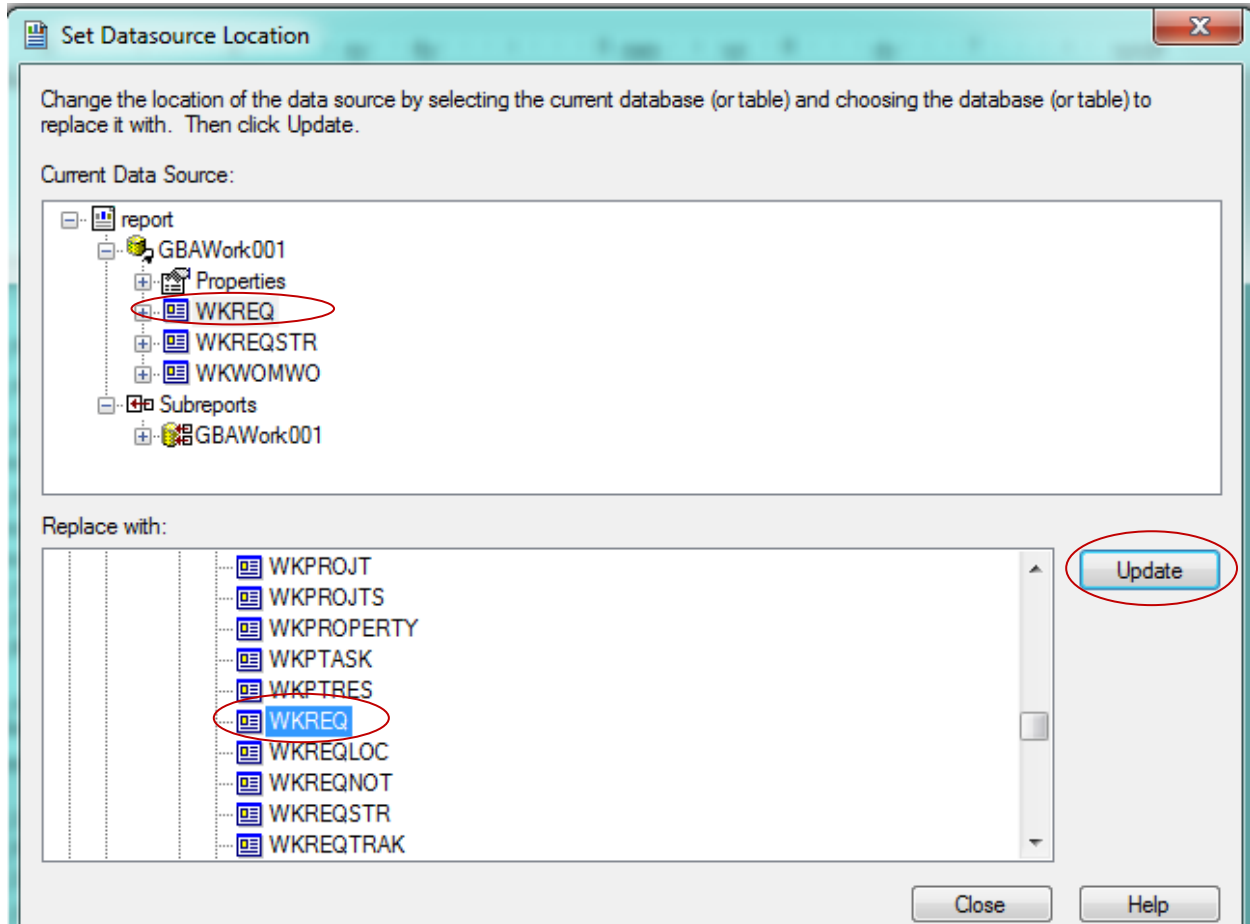 Set Datasource Location
Change the location of the data source by selecting the current database (or table) and choosing the database (or table) to
replace it with.  Then click Update.
Current Data Source:
report
GBAWork001
Properties
WKREQ
WKREQSTR
WKWOMWO
Subreports
GBAWork001
Replace with:
WKPROJT
WKPROJTS
WKPROPERTY
WKPTASK
WKPTRES
WKREQ
WKREQLOC
WKREQNOT
WKREQSTR
WKREQTRAK
Update
Close
Help